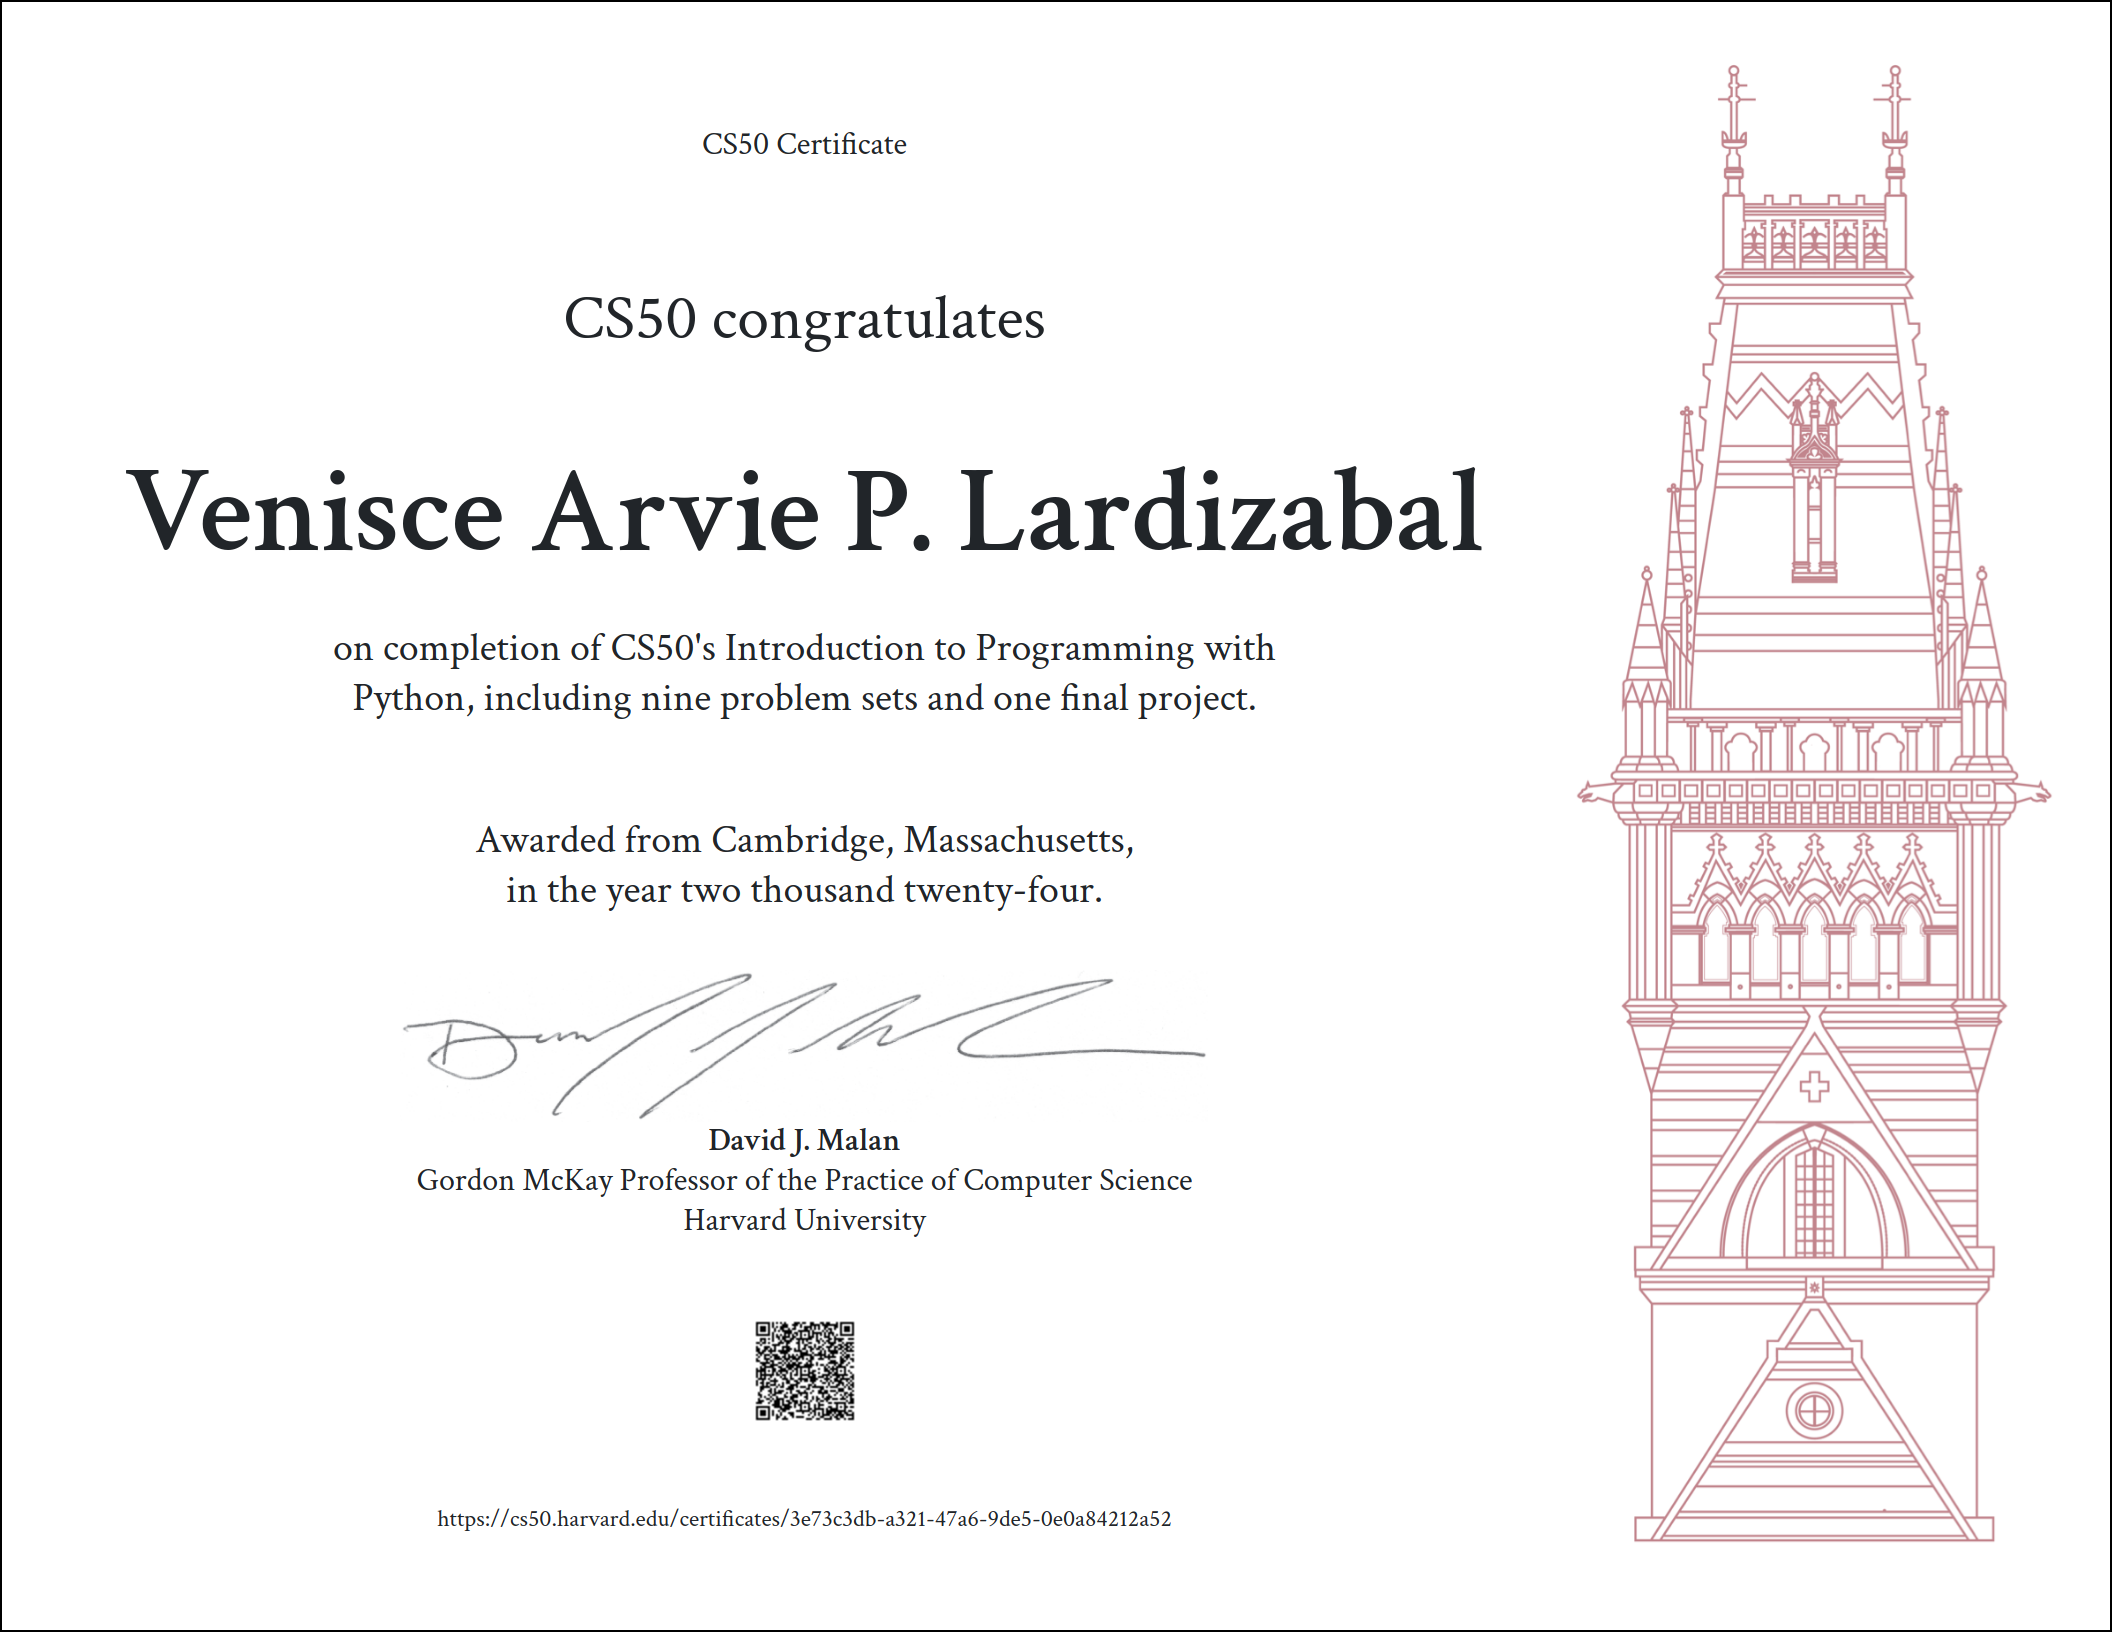 CS50 Certificate
CS50 congratulates
Venisce Arvie P. Lardizabal
on completion of CS50's Introduction to Programming with
Python, including nine problem sets and one final project.
Awarded from Cambridge, Massachusetts,
in the year two thousand twenty-four.
David J. Malan
Gordon McKay Professor of the Practice of Computer Science
Harvard University
https://cs50.harvard.edu/certificates/3e73c3db-a321-47a6-9de5-0e0a84212a52